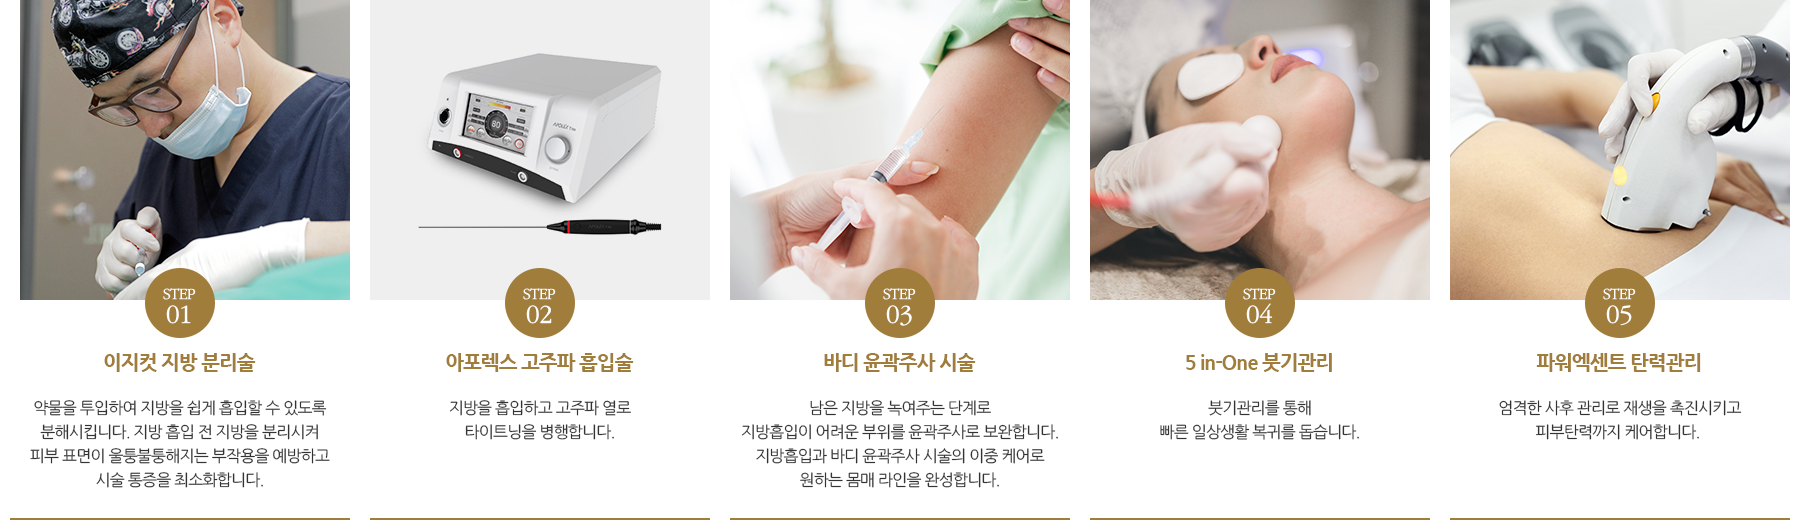 STEP
01
이지컷 지방 분리술
약물을 투입하여 지방을 쉽게 흡입할 수 있도록
분해시킵니다. 지방 흡입 전 지방을 분리시켜
피부 표면이 울퉁불퉁해지는 부작용을 예방하고
시술 통증을 최소화합니다.
80
STEP
02
아포렉스 고주파 흡입술
지방을 흡입하고 고주파 열로
타이트닝을 병행합니다.
STEP
03
바디 윤곽주사 시술
남은 지방을 녹여주는 단계로
지방흡입이 어려운 부위를 윤곽주사로 보완합니다.
지방흡입과 바디 윤곽주사 시술의 이중 케어로
원하는 몸매 라인을 완성합니다.
STEP
04
5 in-One 붓기관리
붓기관리를 통해
빠른 일상생활 복귀를 돕습니다.
STEP
05
파워엑센트 탄력관리
엄격한 사후 관리로 재생을 촉진시키고
피부탄력까지 케어합니다.